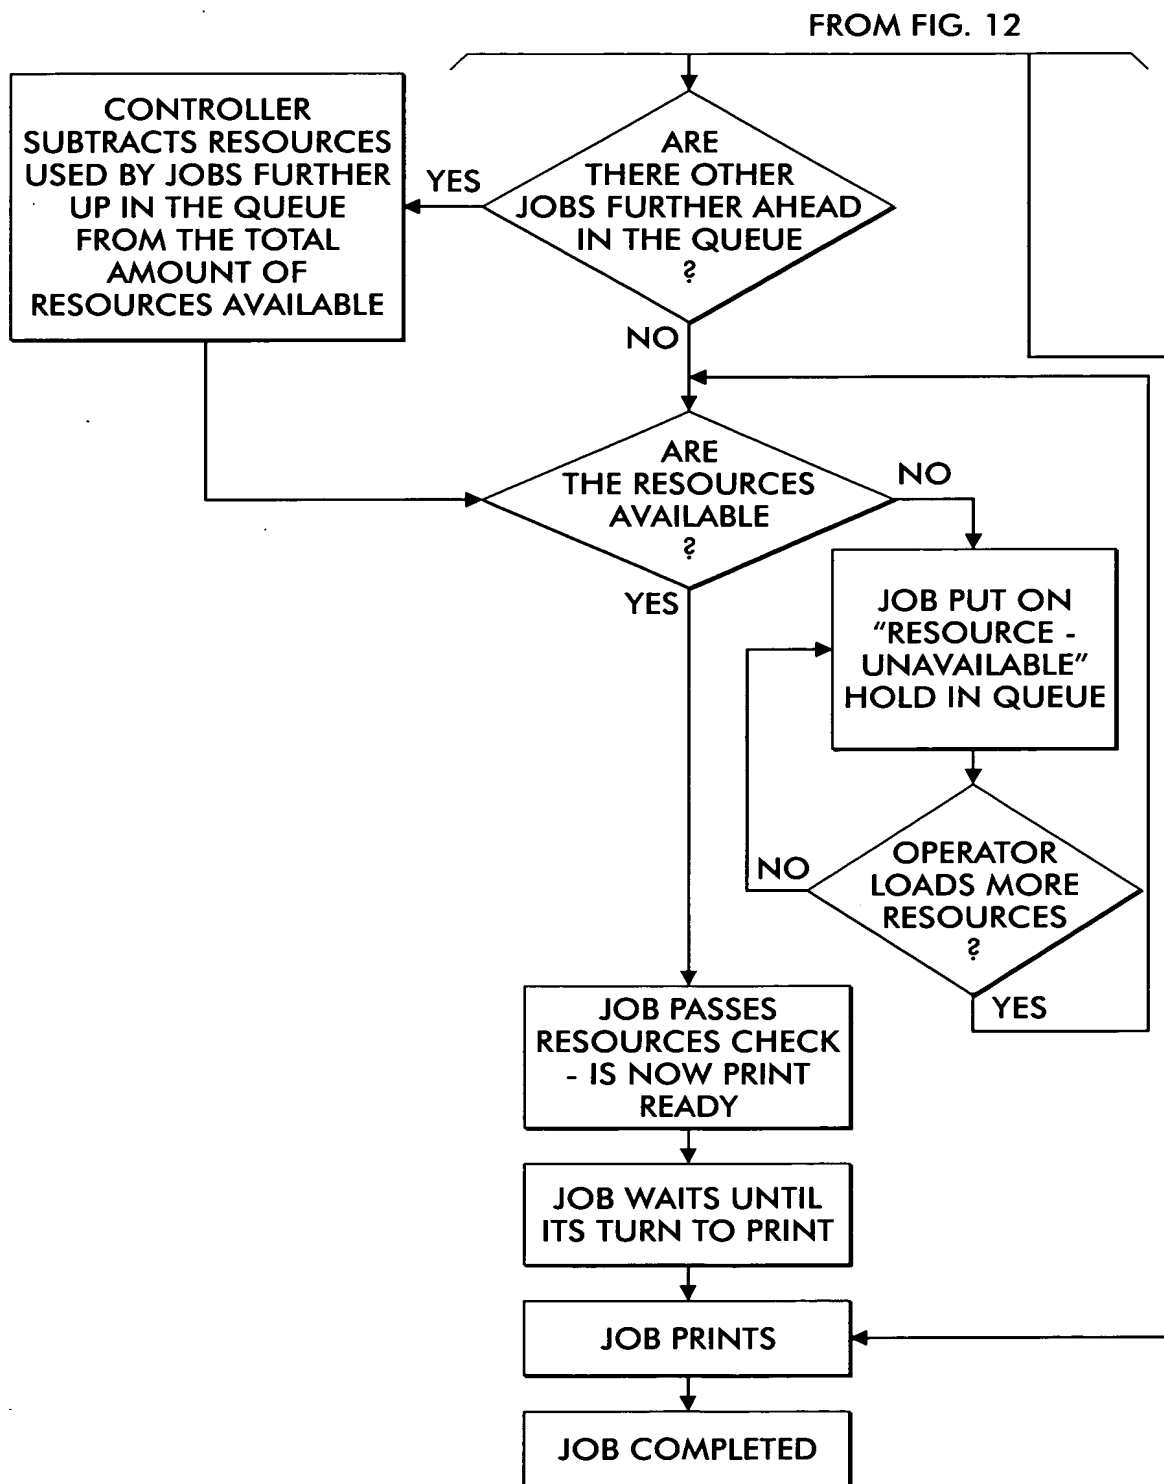 FROM FIG. 12
CONTROLLER
SUBTRACTS RESOURCES
USED BY JOBS FURTHER
UP IN THE QUEUE
FROM THE TOTAL
AMOUNT OF
RESOURCES AVAILABLE
YES
ARE
THERE OTHER
JOBS FURTHER AHEAD
IN THE QUEUE
?
NO
ARE
THE RESOURCES
AVAILABLE
?
NO
YES
JOB PUT ON
"RESOURCE -
UNAVAILABLE"
HOLD IN QUEUE
NO
OPERATOR
LOADS MORE
RESOURCES
?
YES
JOB PASSES
RESOURCES CHECK
- IS NOW PRINT
READY
JOB WAITS UNTIL
ITS TURN TO PRINT
JOB PRINTS
JOB COMPLETED